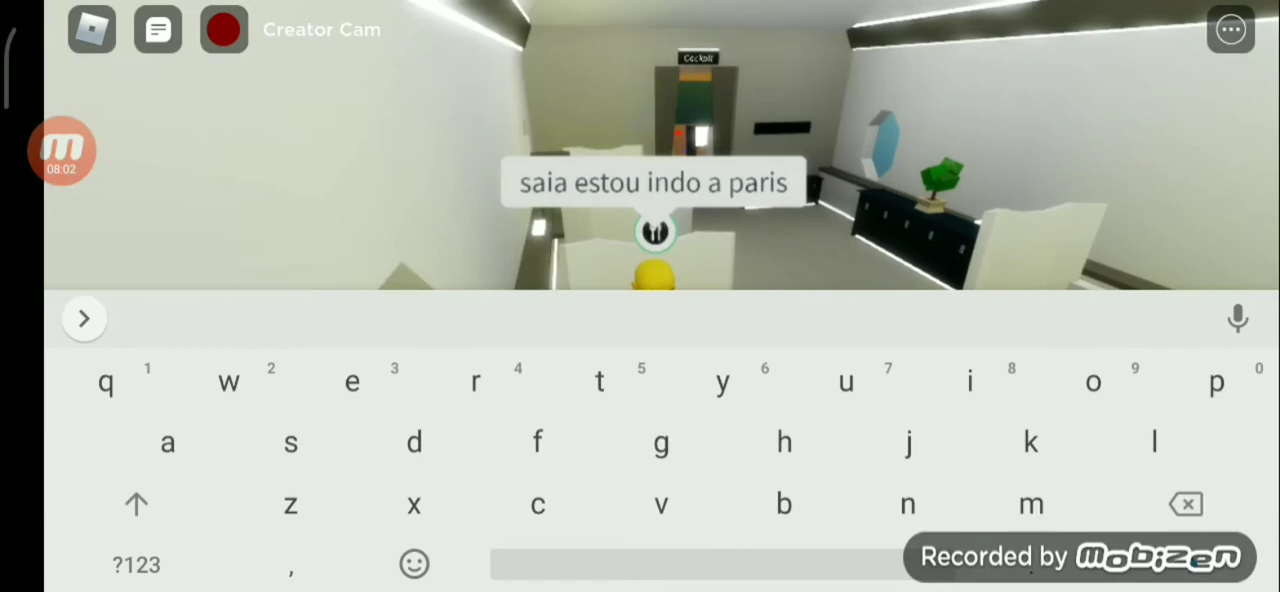 Creator Cam
Cockpit
08:02
saia estou indo a paris
q 1 w 2 e 3 r 4 t 5 y 6 u 7 i 8 o 9 p 0
a s d f g h j k l
z x c v b n m
?123 ,
Recorded by mobizen